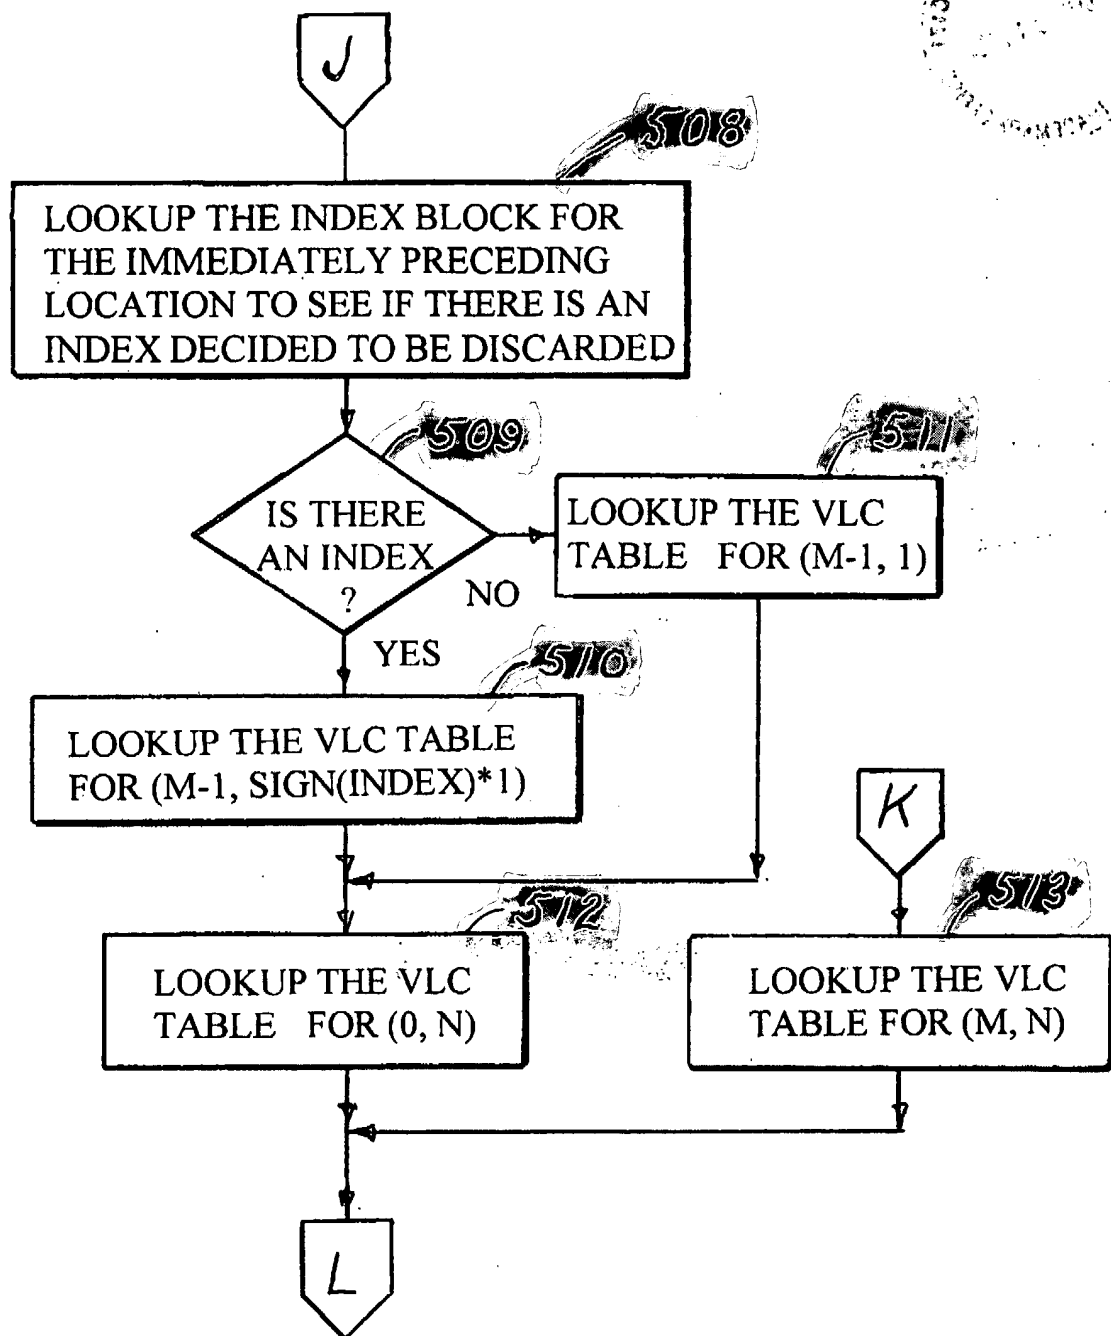 J
508
LOOKUP THE INDEX BLOCK FOR
THE IMMEDIATELY PRECEDING
LOCATION TO SEE IF THERE IS AN
INDEX DECIDED TO BE DISCARDED
509
511
IS THERE
AN INDEX
?
NO
YES
LOOKUP THE VLC
TABLE FOR (M-1, 1)
510
LOOKUP THE VLC TABLE
FOR (M-1, SIGN(INDEX)*1)
K
512
513
LOOKUP THE VLC
TABLE FOR (0, N)
LOOKUP THE VLC
TABLE FOR (M, N)
L